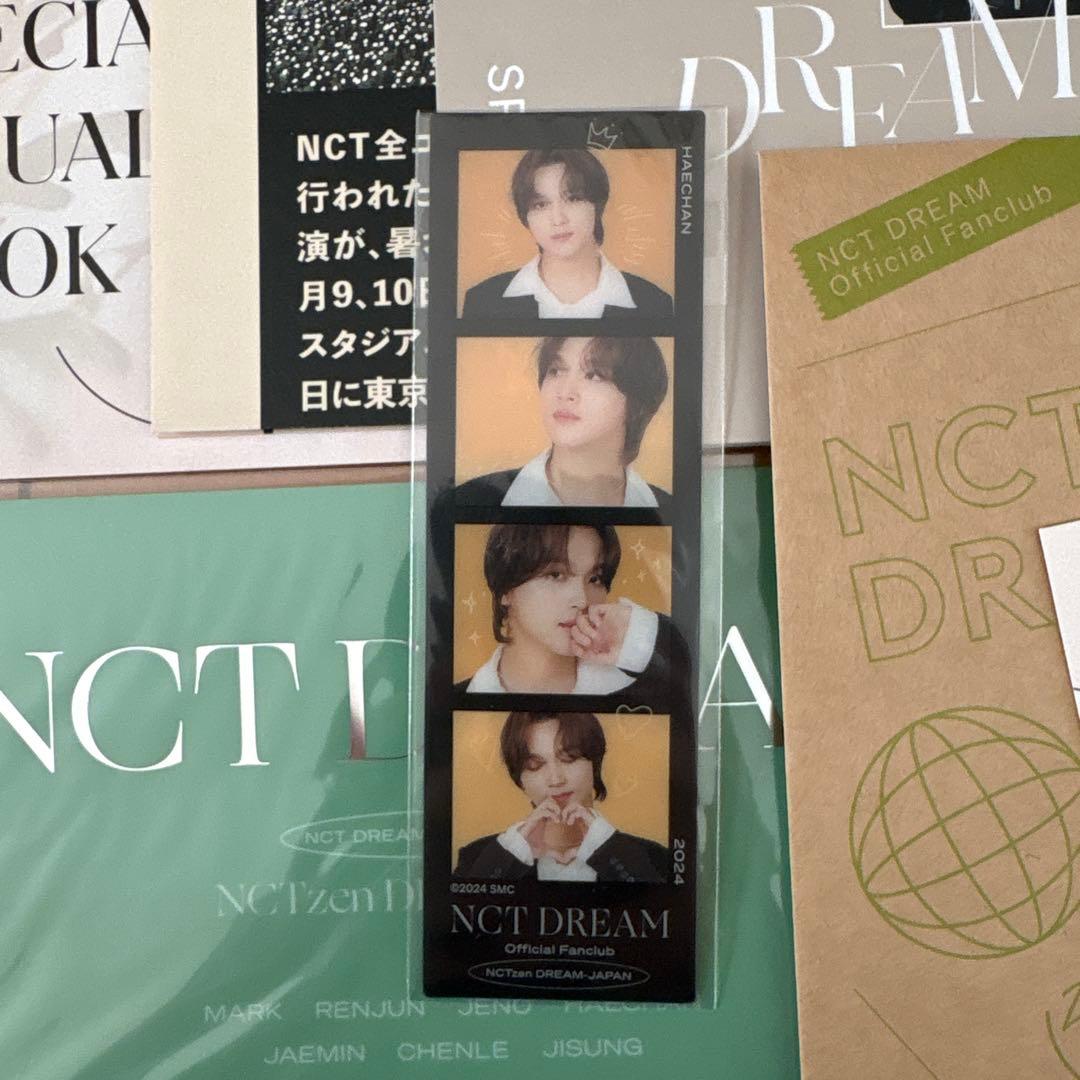 ECIA
UAL
OOK
NCT全
行われた
演が、暑
月9、10日
スタジア
日に東京
SP
DREAM
HAECHAN
2024
©2024 SMC
NCT DREAM
Official Fanclub
NCTzen DREAM-JAPAN
NCT DREAM
Official Fanclub
NCT
DR
NCT D A
NCT DREAM
NCTzen D
MARK RENJUN JENO HAECHAN
JAEMIN CHENLE JISUNG